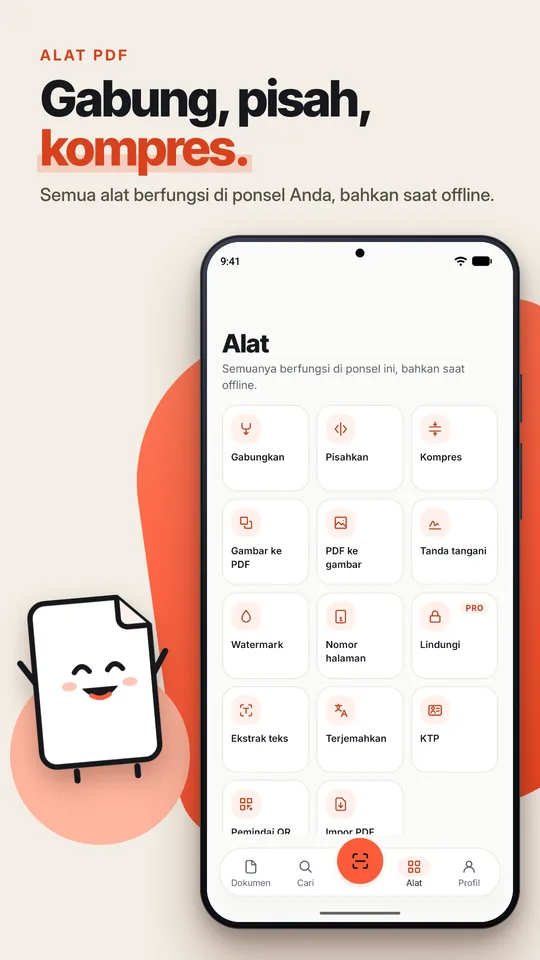 ALAT PDF
Gabung, pisah,
kompres.
Semua alat berfungsi di ponsel Anda, bahkan saat offline.
9:41
Alat
Semuanya berfungsi di ponsel ini, bahkan saat
offline.
Gabungkan
Pisahkan
Kompres
Gambar ke
PDF
PDF ke
gambar
Tanda tangani
Watermark
Nomor
halaman
PRO
Lindungi
Ekstrak teks
Terjemahkan
KTP
Pemindai QR
Impor PDF
Dokumen
Cari
Alat
Profil